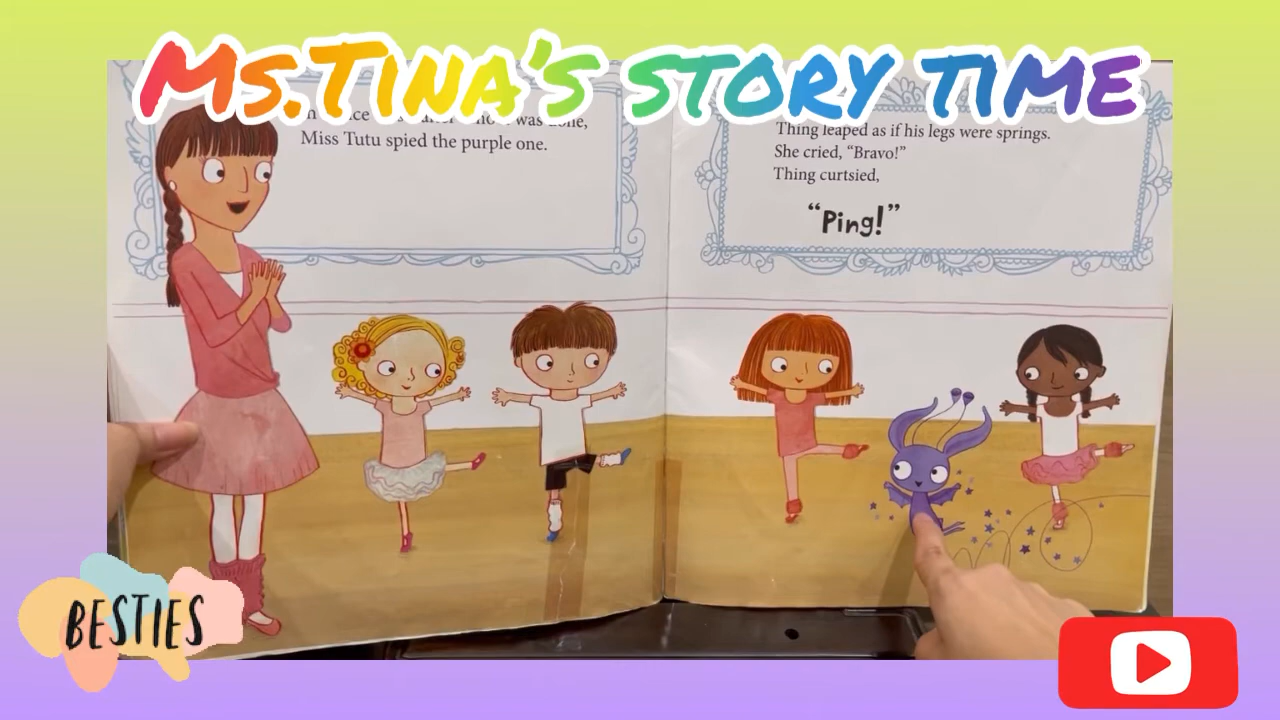 Ms.Tina's story time
was
Miss Tutu spied the purple one.
Thing leaped as if his legs were springs.
She cried, "Bravo!"
Thing curtsied,
"Ping!"
BESTIES